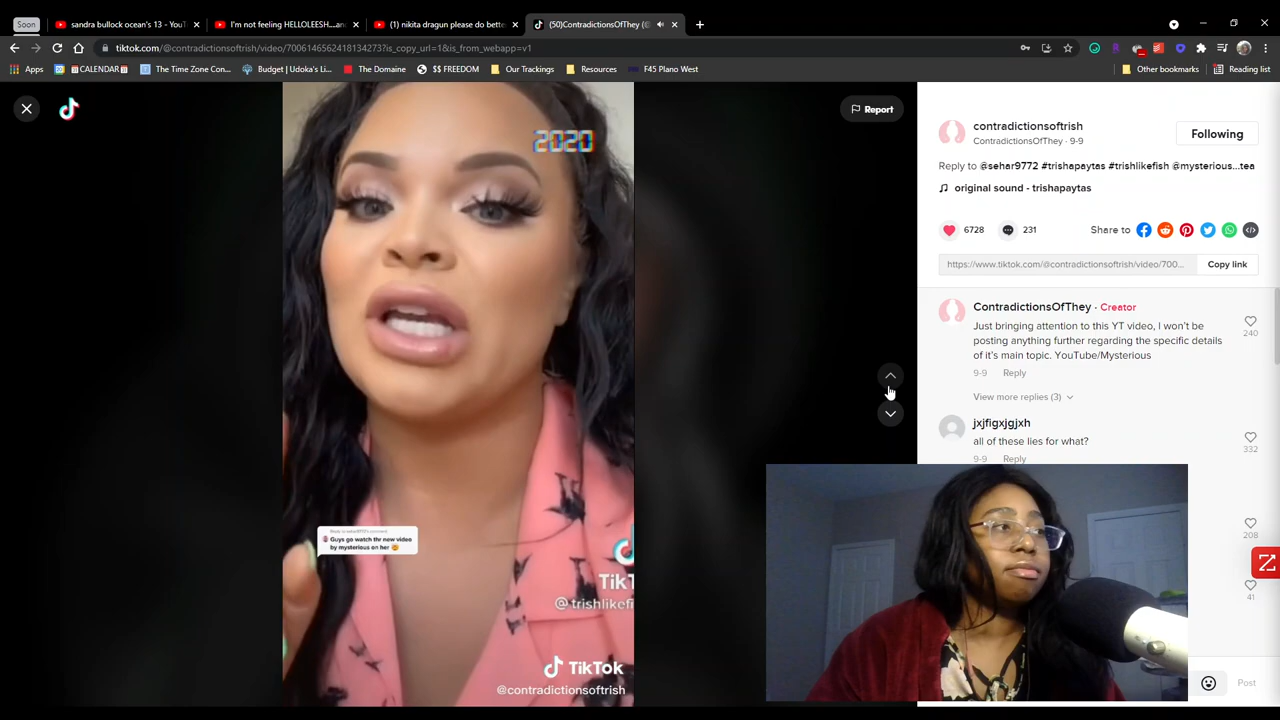 Soon
sandra bullock ocean's 13 - YouT
I'm not feeling HELLOLEESH....and
(1) nikita dragun please do bette
(50)ContradictionsOfThey (@
tiktok.com/@contradictionsoftrish/video/7006146562418134273?is_copy_url=1&is_from_webapp=v1
Apps
CALENDAR
The Time Zone Con...
Budget | Udoka's Li...
The Domaine
$$ FREEDOM
Our Trackings
Resources
F45 Plano West
Other bookmarks
Reading list
Report
2020
Guys go watch thr new video
by mysterious on her
TikT
@trishlikefi
TikTok
@contradictionsoftrish
contradictionsoftrish
ContradictionsOfThey · 9-9
Following
Reply to @sehar9772 #trishapaytas #trishlikefish @mysterious...tea
original sound - trishapaytas
6728
231
Share to
https://www.tiktok.com/@contradictionsoftrish/video/700...
Copy link
ContradictionsOfThey · Creator
Just bringing attention to this YT video, I won't be
posting anything further regarding the specific details
of it's main topic. YouTube/Mysterious
240
9-9 Reply
View more replies (3)
jxjfigxjgjxh
all of these lies for what?
332
9-9 Reply
208
41
Post